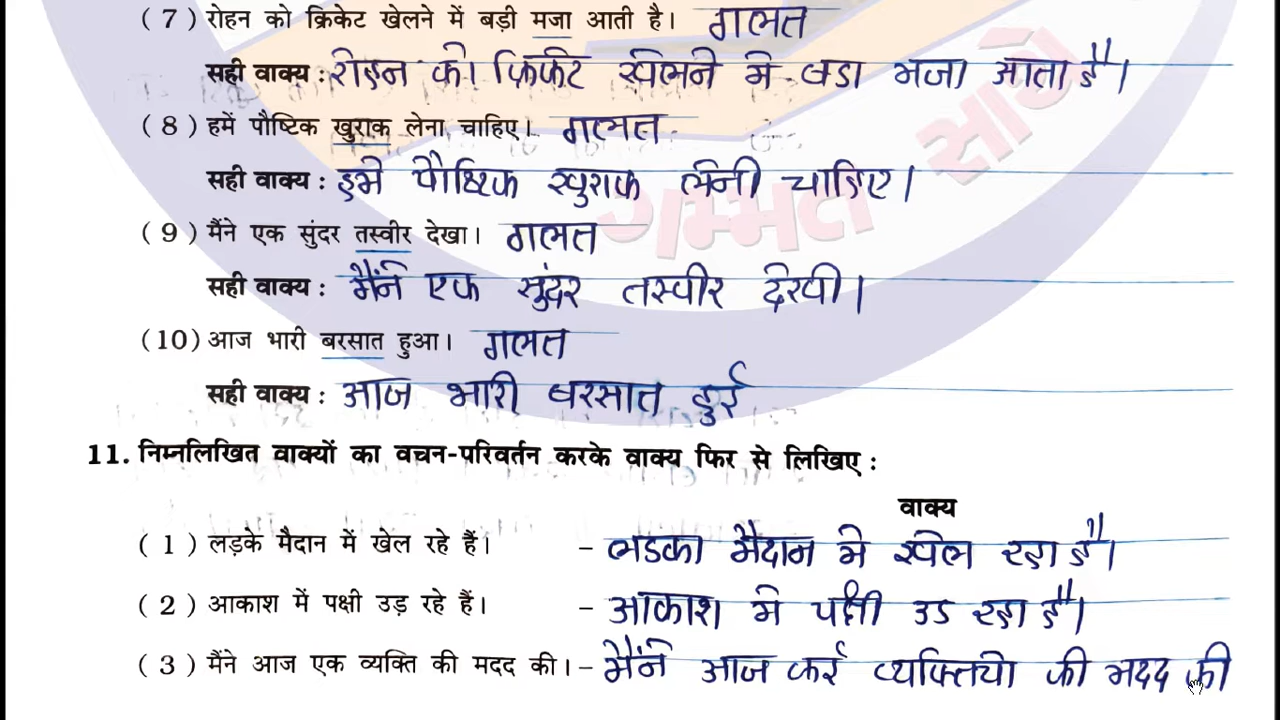 ( 7 ) रोहन को क्रिकेट खेलने में बड़ी मजा आती है। गलत
सही वाक्य : रोहन को क्रिकेट खेलने मे बडा मजा आता है।
( 8 ) हमें पौष्टिक खुराक लेना चाहिए। गलत
सही वाक्य : हमे पौष्टिक खुराक लेनी चाहिए।
( 9 ) मैंने एक सुंदर तस्वीर देखा। गलत
सही वाक्य : मैंने एक सुंदर तस्वीर देखी।
(10) आज भारी बरसात हुआ। गलत
सही वाक्य : आज भारी बरसात हुई
11. निम्नलिखित वाक्यों का वचन-परिवर्तन करके वाक्य फिर से लिखिए :
वाक्य
( 1 ) लड़के मैदान में खेल रहे हैं। – लडका मैदान मे खेल रहा है।
( 2 ) आकाश में पक्षी उड़ रहे हैं। – आकाश मे पक्षी उड रहा है।
( 3 ) मैंने आज एक व्यक्ति की मदद की। – मैंने आज कई व्यक्तियो की मदद की
गम्मत साथे